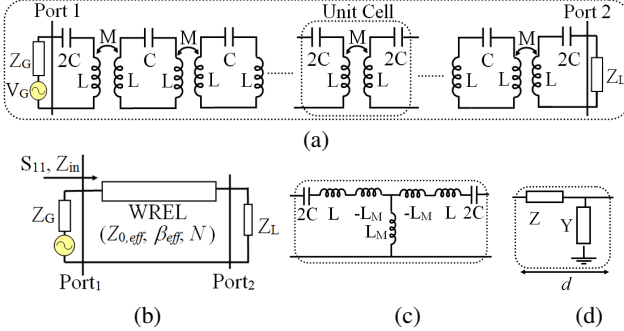 Port 1
Unit Cell
Port 2
M
M
M
M
Z_G
2C
C
C
C
2C
V_G
L
L
L
L
L
L
L
L
Z_L
(a)
S_11, Z_in
Z_G
WREL
(Z_0,eff, β_eff, N)
Z_L
Port_1
Port_2
2C
L
-L_M
-L_M
L
2C
L_M
Z
Y
d
(b)
(c)
(d)